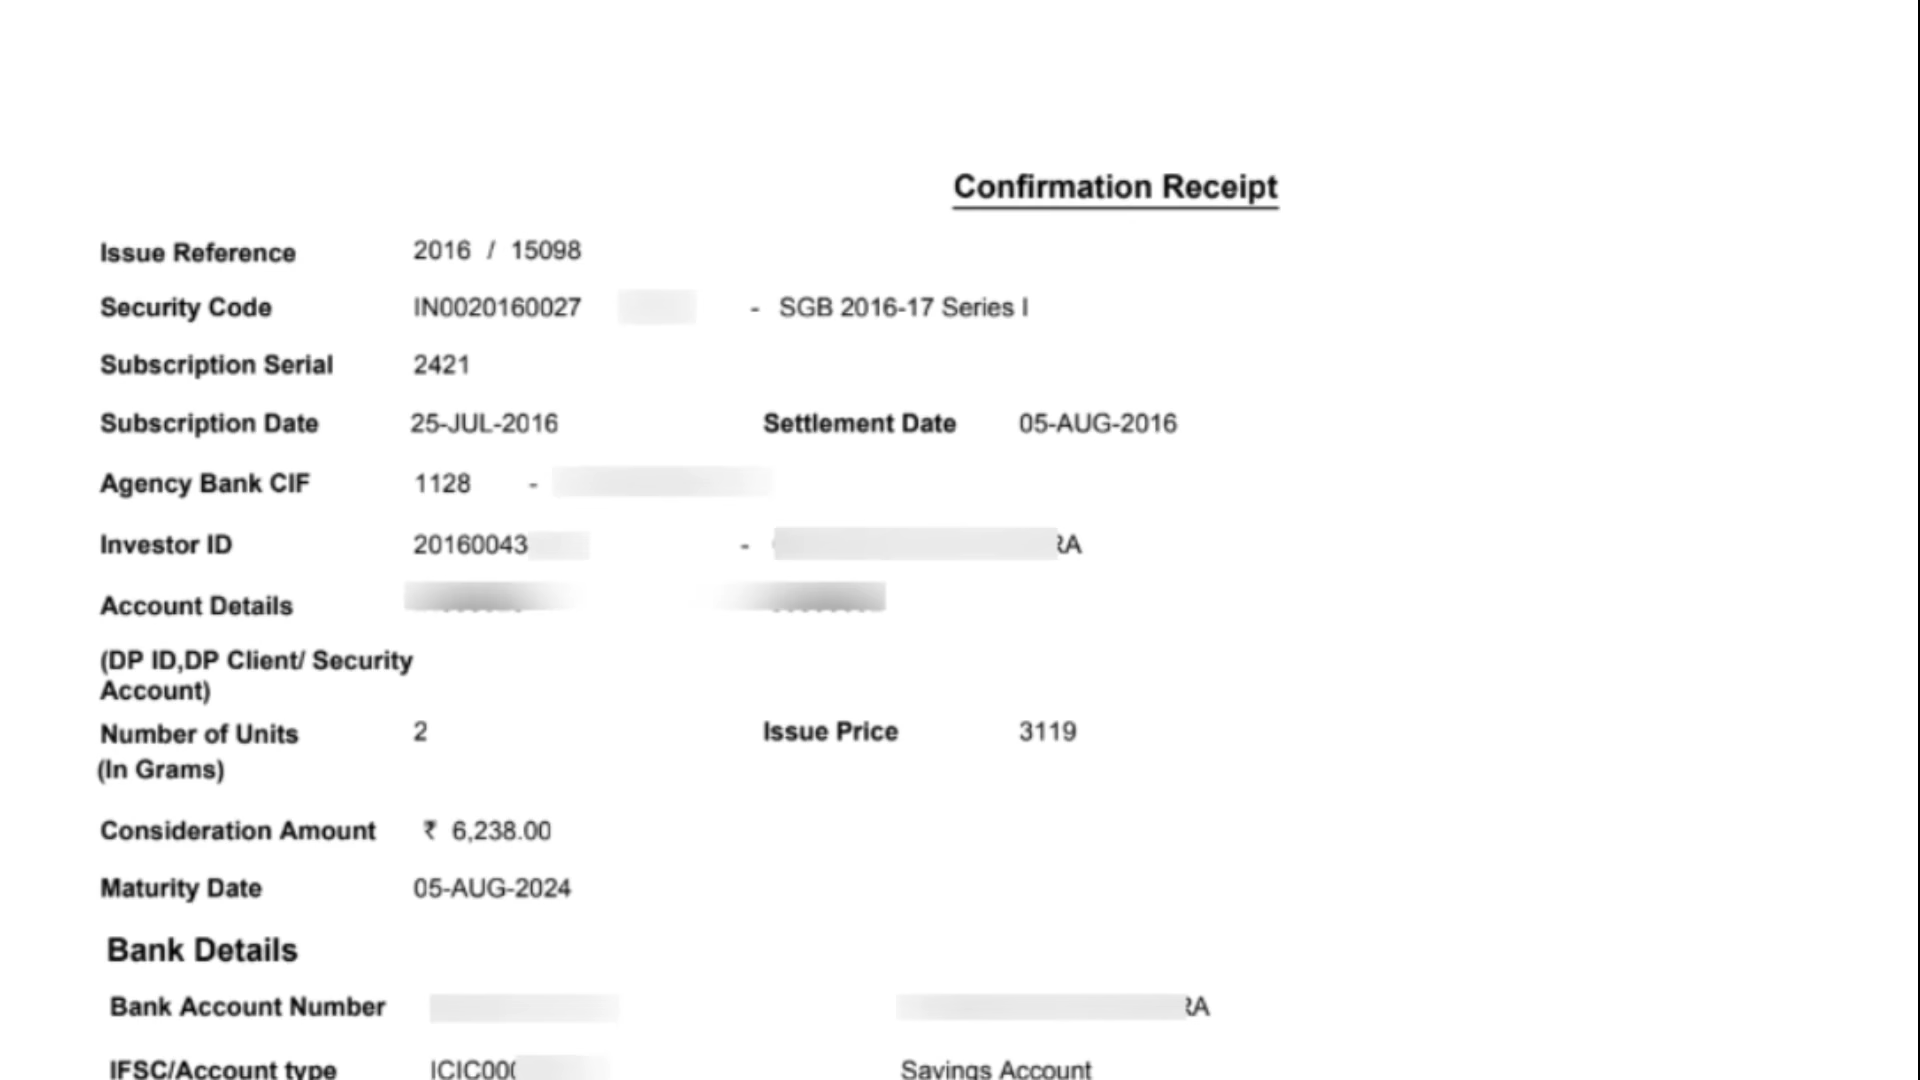 Confirmation Receipt
Issue Reference 2016 / 15098
Security Code IN0020160027 - SGB 2016-17 Series I
Subscription Serial 2421
Subscription Date 25-JUL-2016 Settlement Date 05-AUG-2016
Agency Bank CIF 1128 -
Investor ID 20160043 - RA
Account Details
(DP ID,DP Client/ Security
Account)
Number of Units 2 Issue Price 3119
(In Grams)
Consideration Amount ₹ 6,238.00
Maturity Date 05-AUG-2024
Bank Details
Bank Account Number RA
IFSC/Account type ICIC00 Savings Account